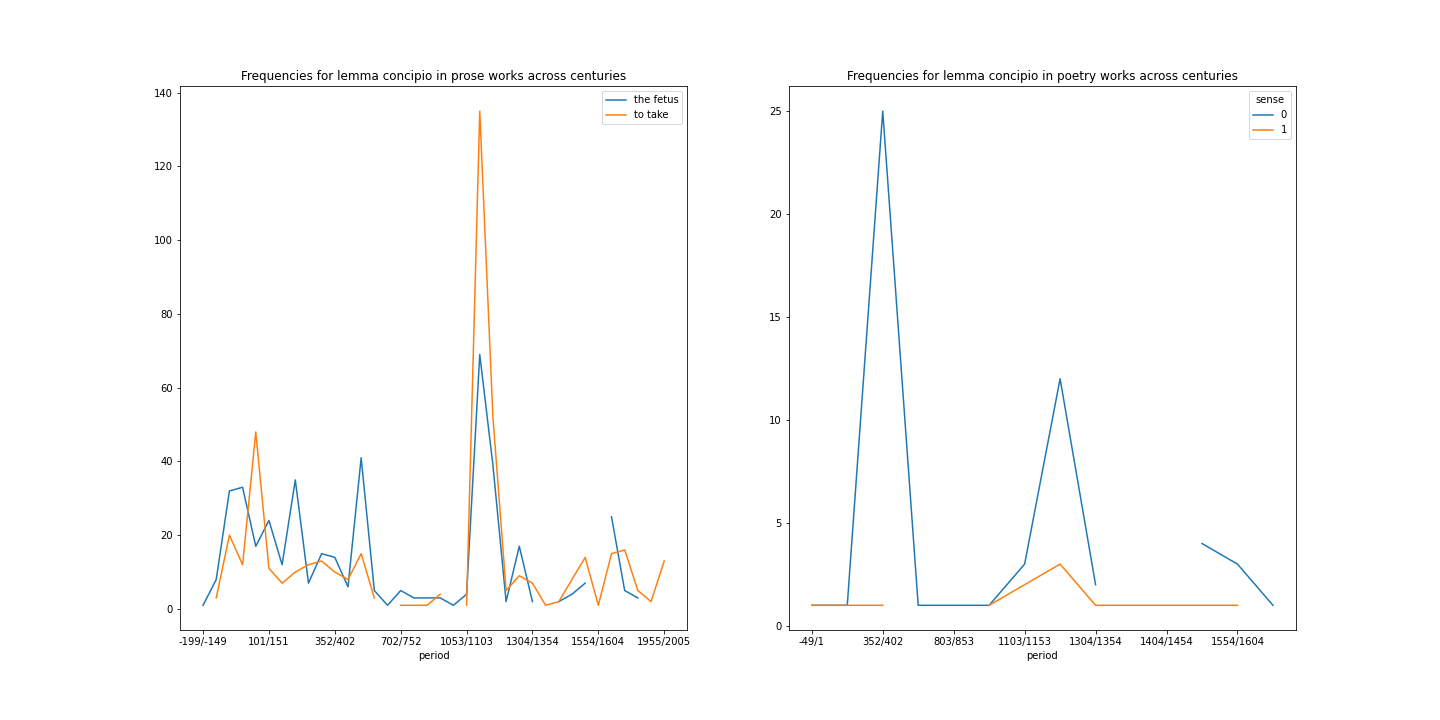 Frequencies for lemma concipio in prose works across centuries
the fetus
to take
140
120
100
80
60
40
20
0
-199/-149 101/151 352/402 702/752 1053/1103 1304/1354 1554/1604 1955/2005
period
Frequencies for lemma concipio in poetry works across centuries
sense
0
1
25
20
15
10
5
0
-49/1 352/402 803/853 1103/1153 1304/1354 1404/1454 1554/1604
period